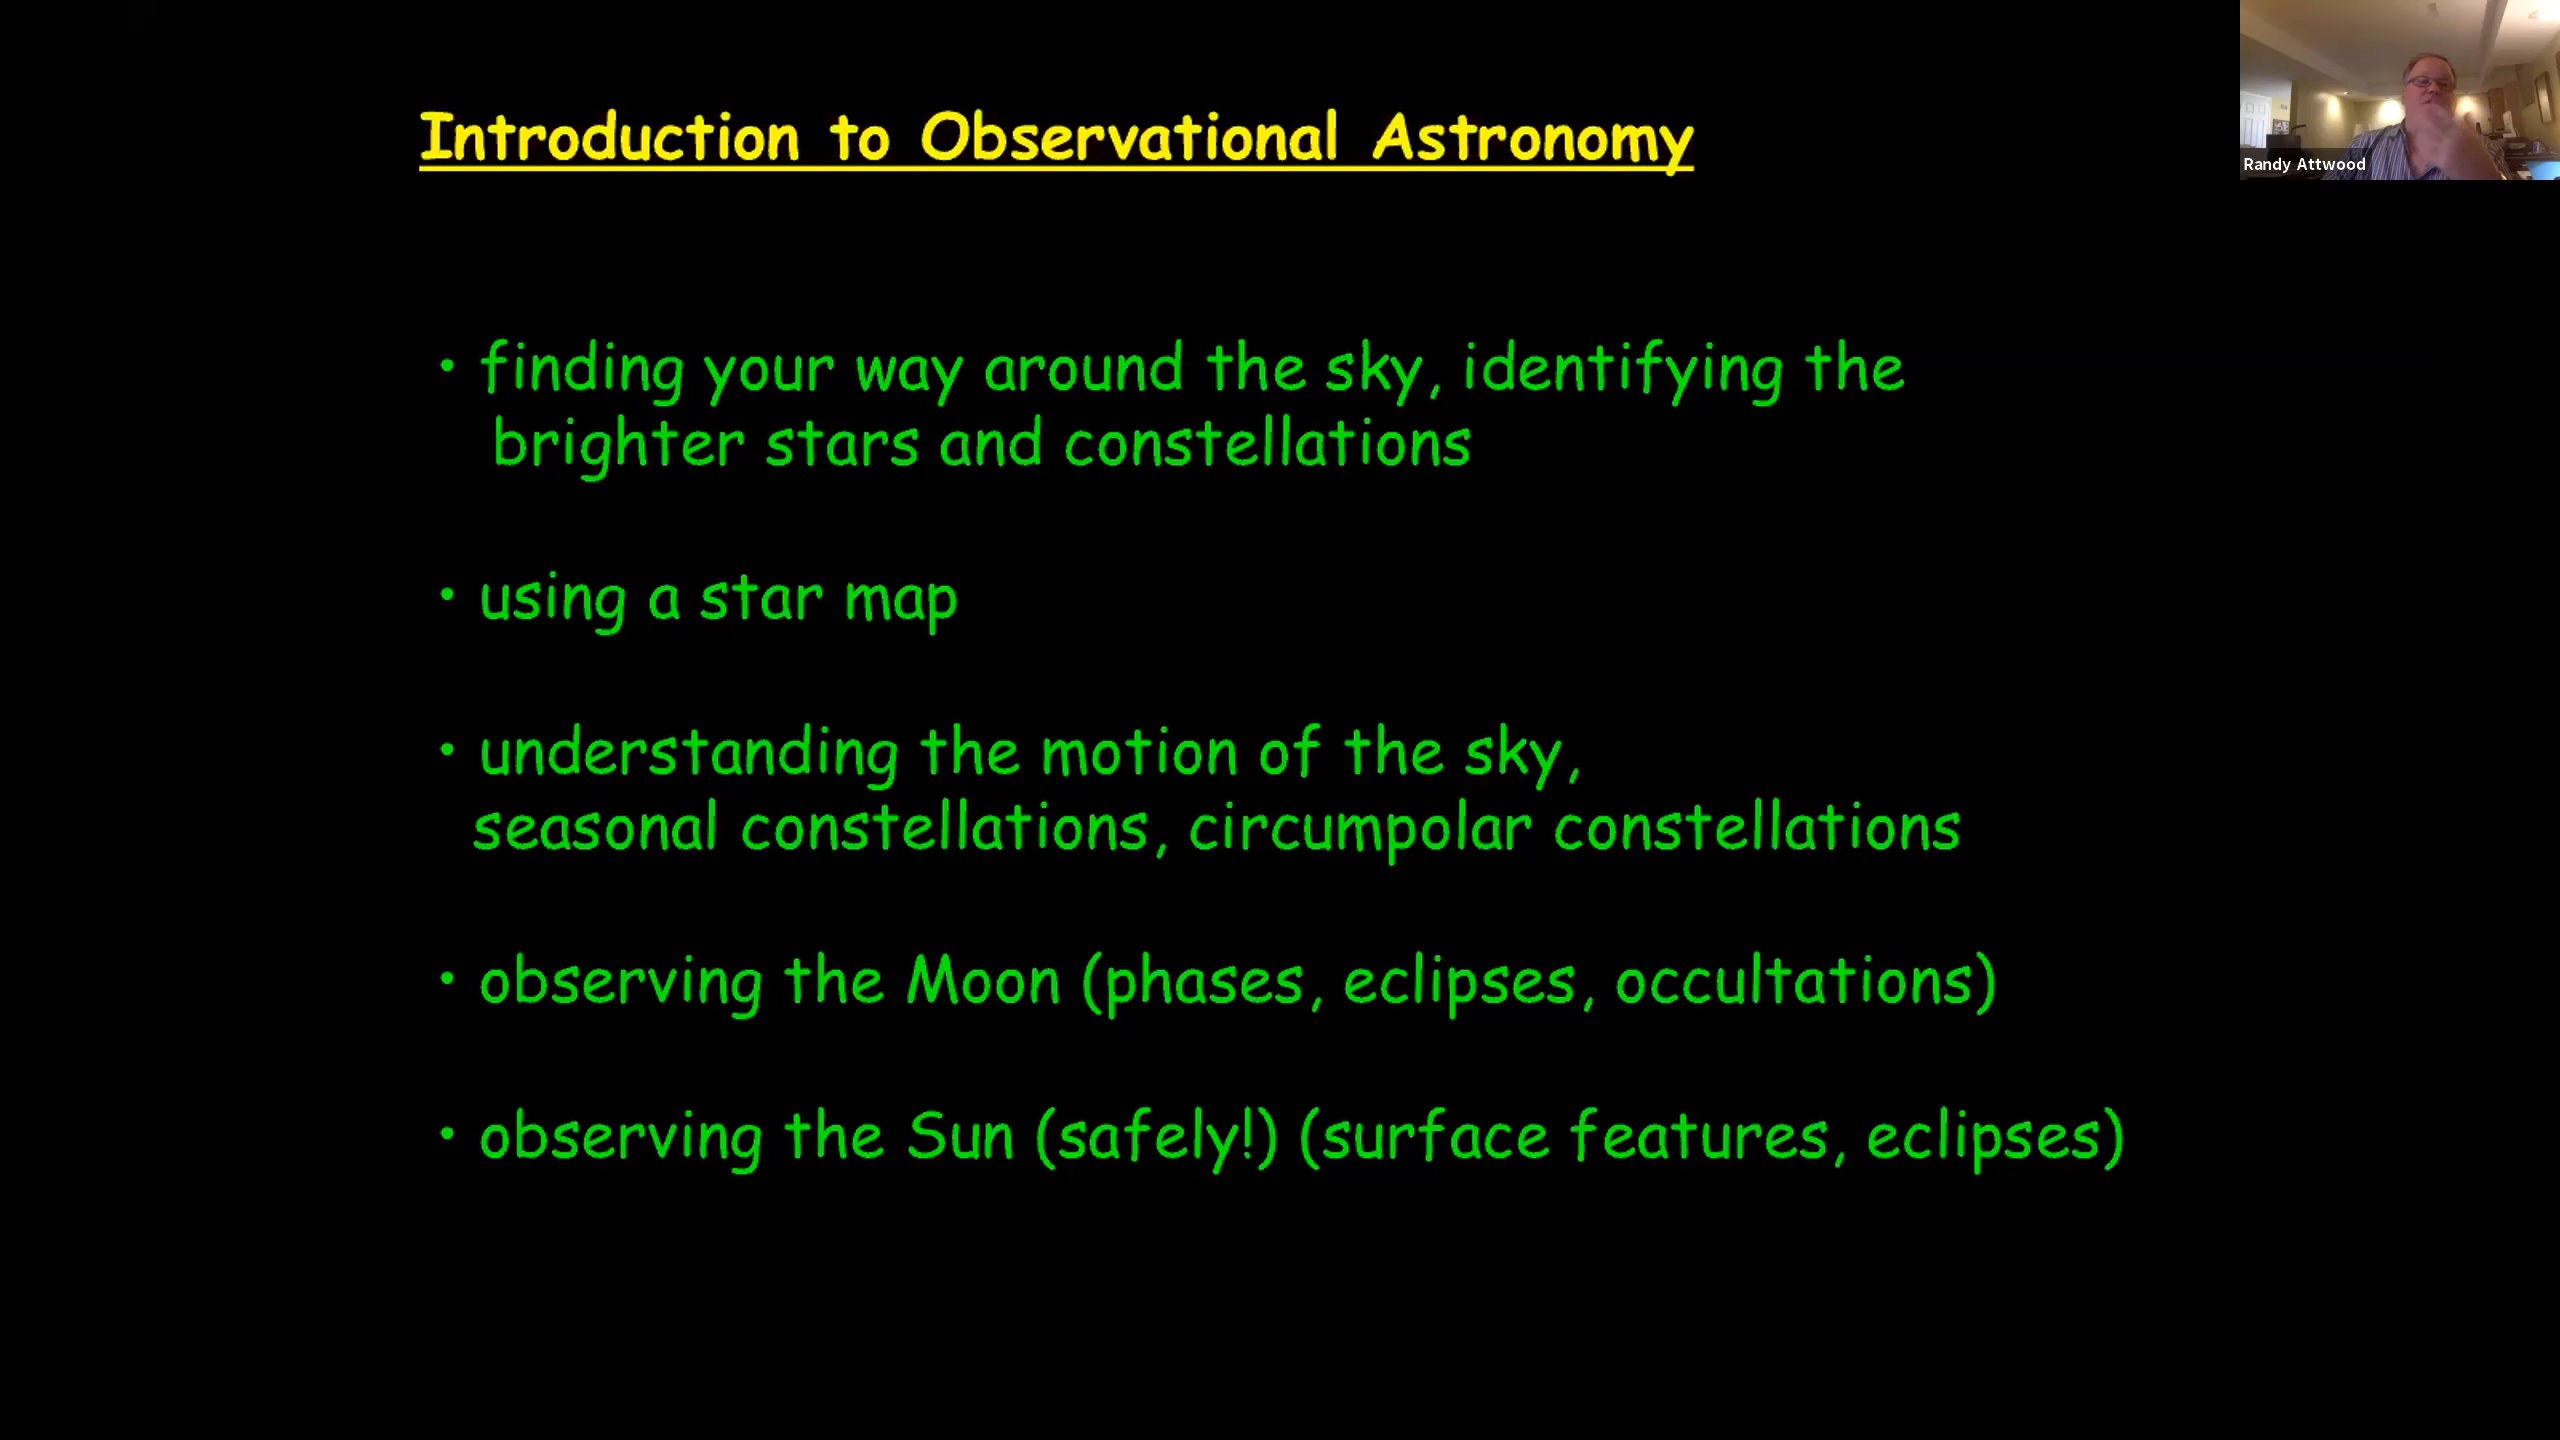 Introduction to Observational Astronomy
Randy Attwood
• finding your way around the sky, identifying the
brighter stars and constellations
• using a star map
• understanding the motion of the sky,
seasonal constellations, circumpolar constellations
• observing the Moon (phases, eclipses, occultations)
• observing the Sun (safely!) (surface features, eclipses)